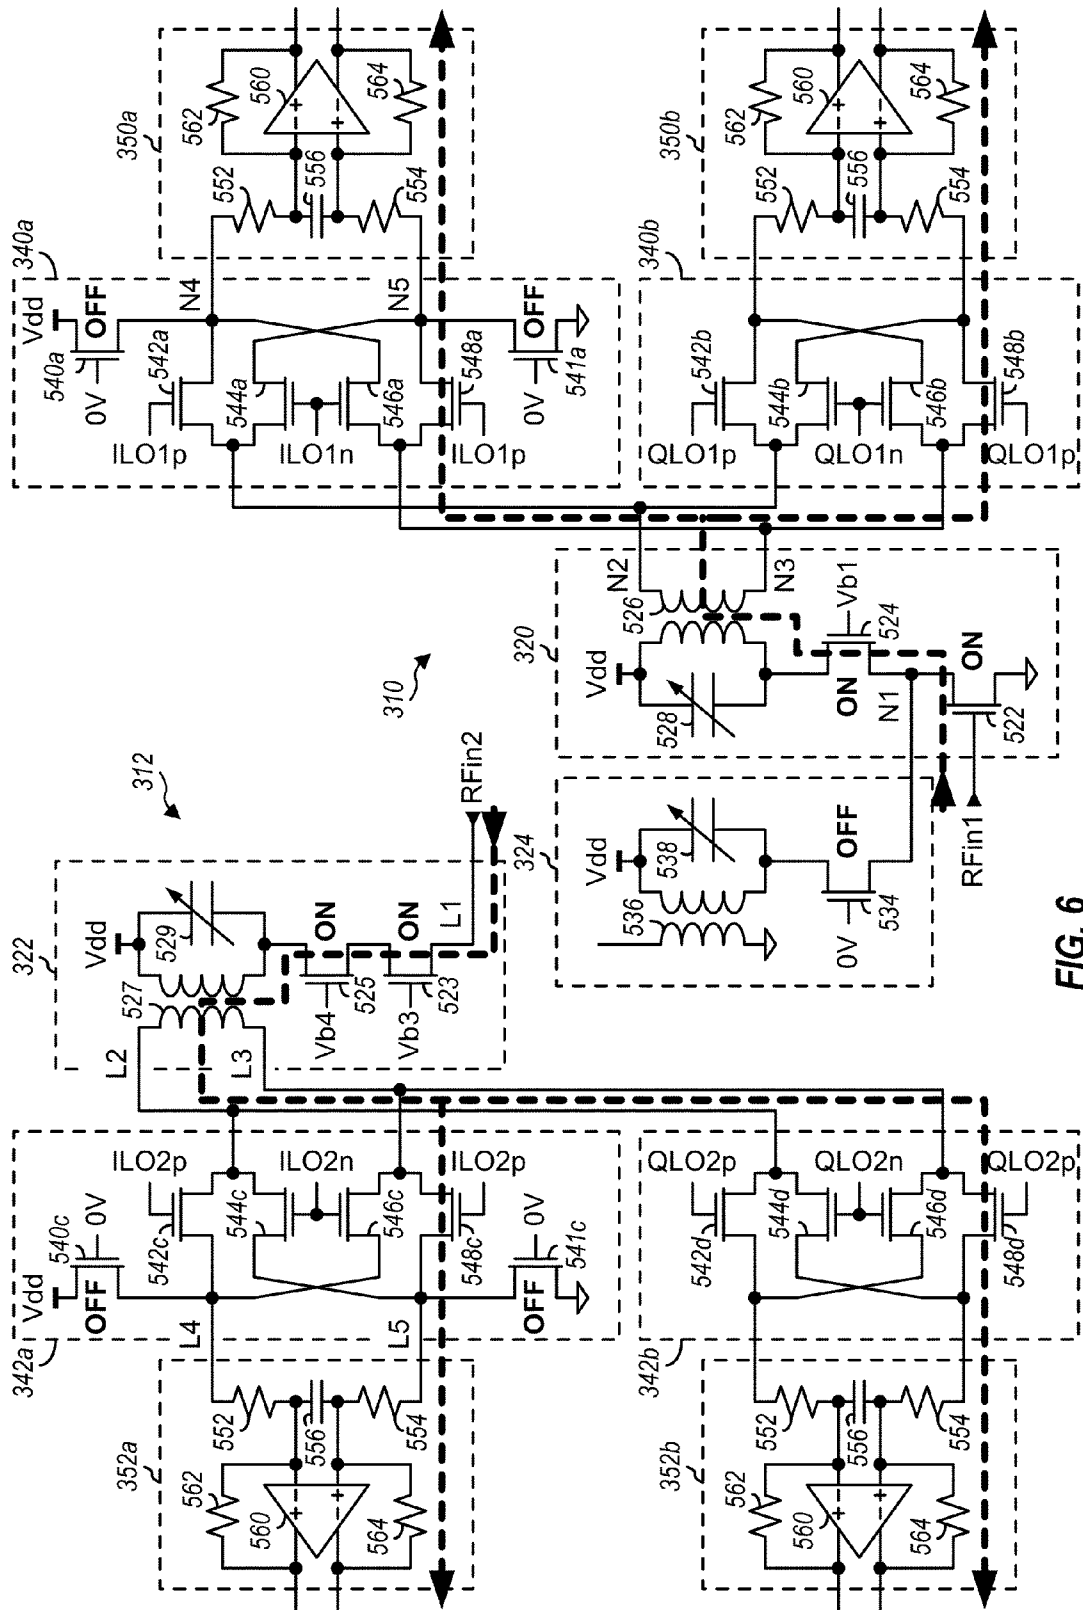 350a
562
560
564
552
556
554
340a
Vdd
OFF
540a
0V
542a
N4
544a
546a
N5
548a
OFF
541a
0V
ILO1p
ILO1n
ILO1p
350b
562
560
564
552
556
554
340b
542b
544b
546b
548b
QLO1p
QLO1n
QLO1p
320
Vdd
528
526
N2
N3
Vb1
524
ON
N1
ON
522
310
324
Vdd
536
538
OFF
0V
534
RFin1
312
322
Vdd
529
527
L2
L3
ON
ON
525
523
Vb4
Vb3
L1
RFin2
342a
Vdd
OFF
540c
0V
542c
L4
544c
546c
L5
548c
OFF
541c
0V
ILO2p
ILO2n
ILO2p
352a
562
560
564
552
556
554
342b
542d
544d
546d
548d
QLO2p
QLO2n
QLO2p
352b
562
560
564
552
556
554
FIG. 6